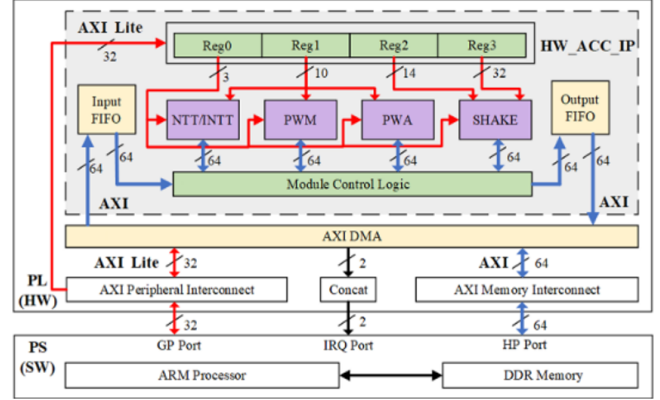 AXI Lite
32
Reg0
Reg1
Reg2
Reg3
HW_ACC_IP
3
10
14
32
Input
FIFO
NTT/INTT
PWM
PWA
SHAKE
Output
FIFO
64
64
64
64
64
64
64
64
Module Control Logic
AXI
AXI
AXI DMA
AXI Lite
32
2
AXI
64
PL
(HW)
AXI Peripheral Interconnect
Concat
AXI Memory Interconnect
32
2
64
PS
(SW)
GP Port
IRQ Port
HP Port
ARM Processor
DDR Memory